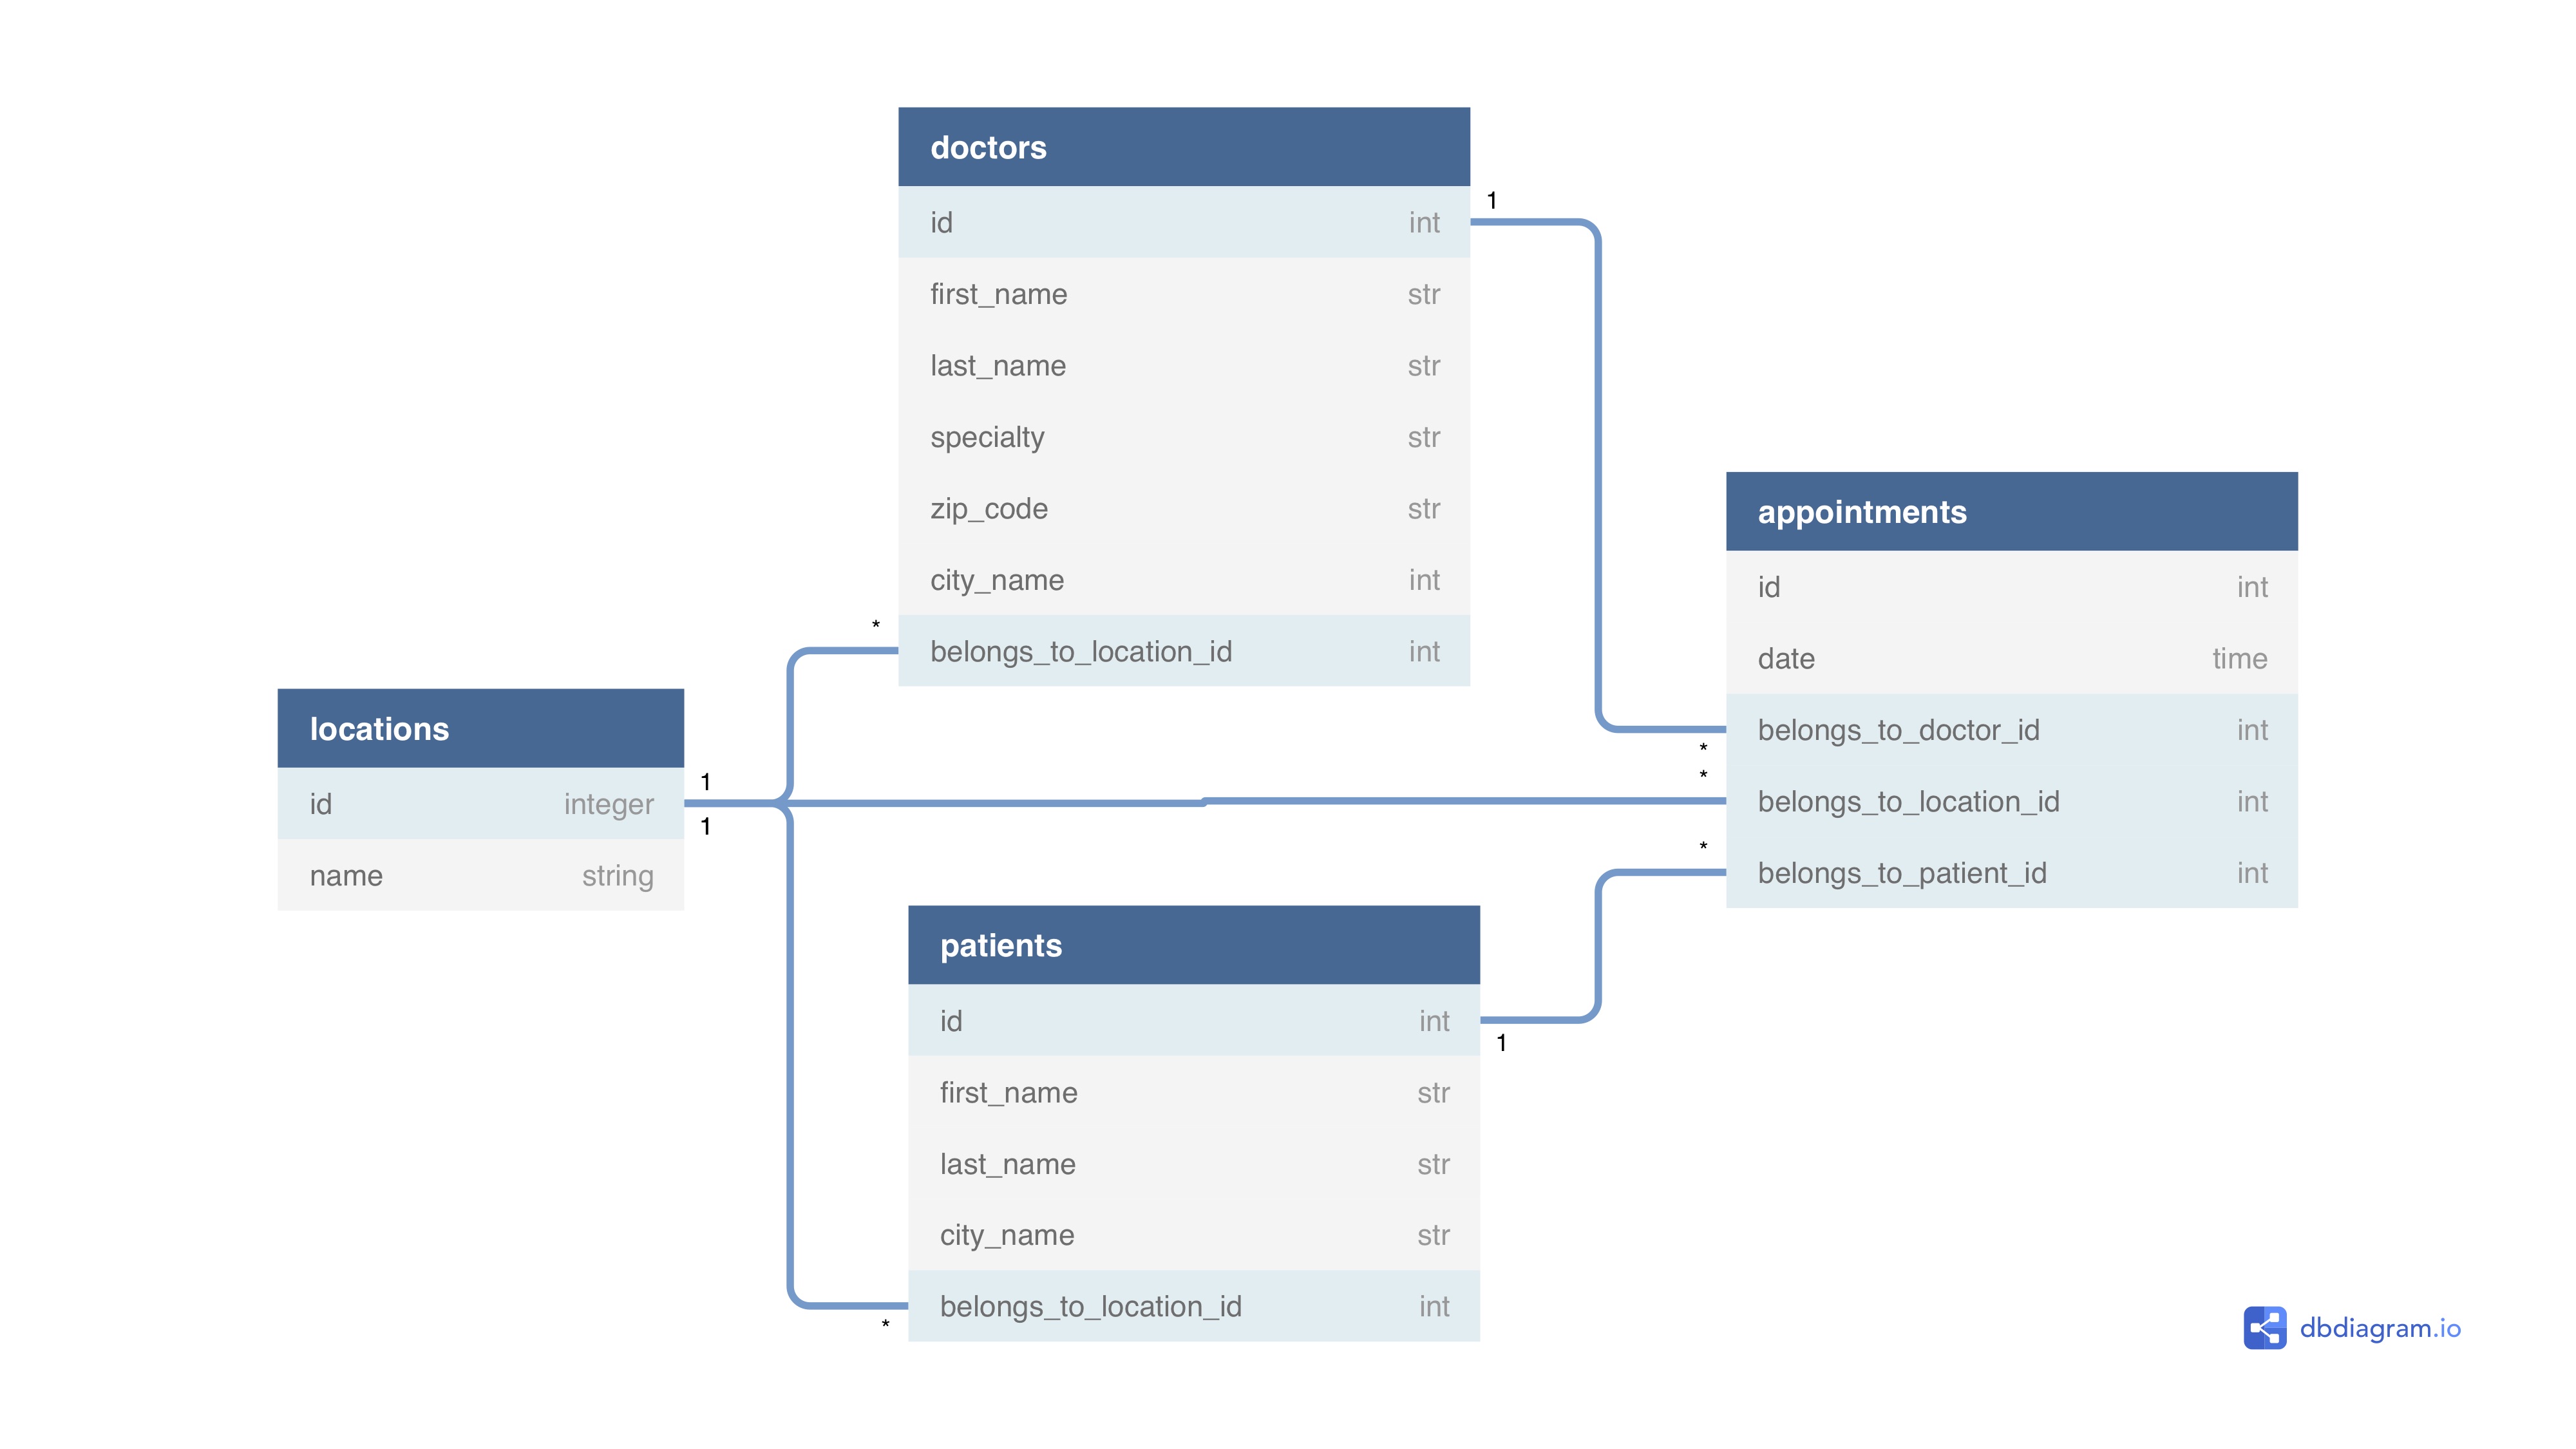 doctors
id int
first_name str
last_name str
specialty str
zip_code str
city_name int
belongs_to_location_id int
1
*
locations
id integer
name string
1
1
appointments
id int
date time
belongs_to_doctor_id int
belongs_to_location_id int
belongs_to_patient_id int
*
*
*
patients
id int
first_name str
last_name str
city_name str
belongs_to_location_id int
1
*
dbdiagram.io